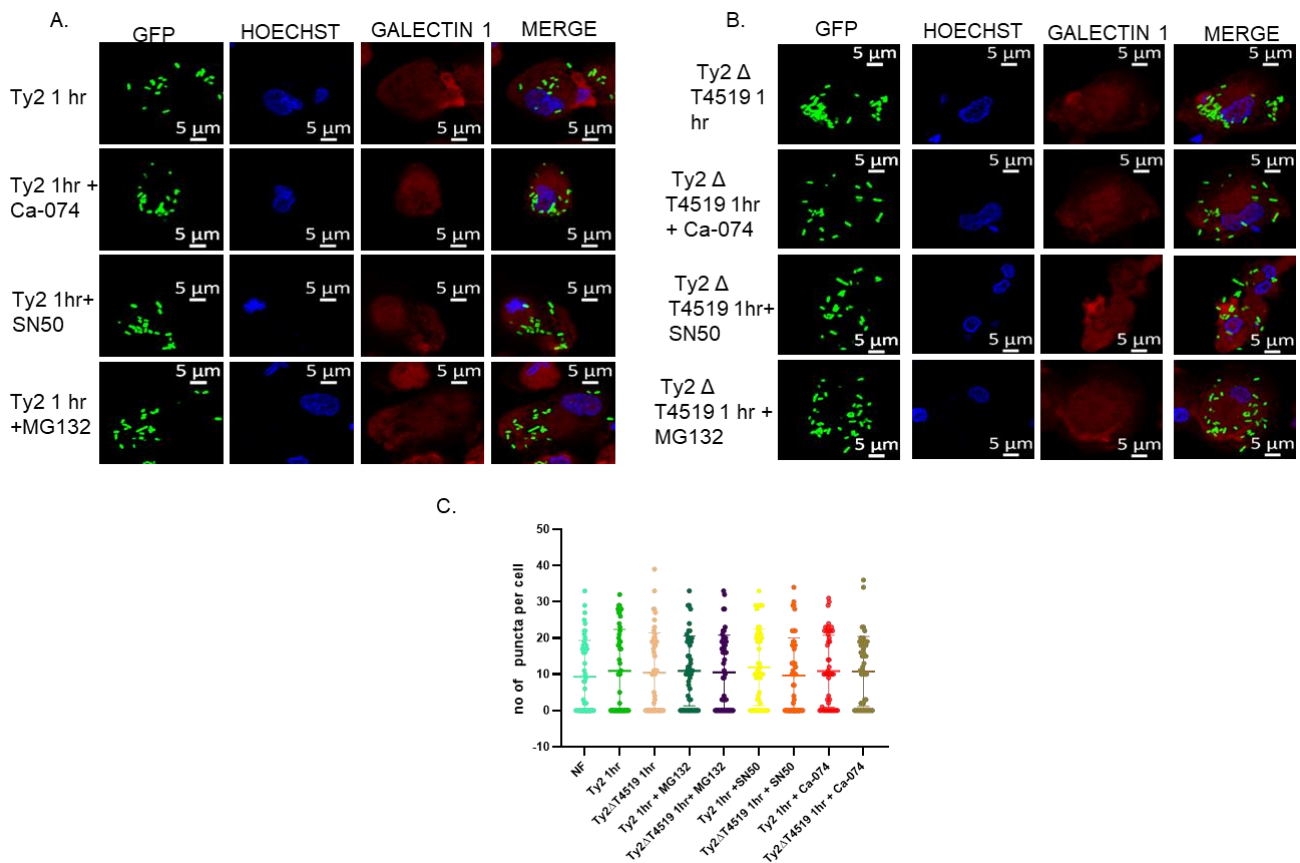 A.
GFP HOECHST GALECTIN 1 MERGE
Ty2 1 hr
5 µm 5 µm 5 µm 5 µm
Ty2 1hr +
Ca-074
5 µm 5 µm 5 µm 5 µm
Ty2 1hr+
SN50
5 µm 5 µm 5 µm 5 µm
Ty2 1 hr
+MG132
5 µm 5 µm 5 µm 5 µm
B.
GFP HOECHST GALECTIN 1 MERGE
Ty2 Δ
T4519 1
hr
5 µm 5 µm 5 µm 5 µm
Ty2 Δ
T4519 1hr
+ Ca-074
5 µm 5 µm 5 µm 5 µm
Ty2 Δ
T4519 1hr+
SN50
5 µm 5 µm 5 µm 5 µm
Ty2 Δ
T4519 1 hr +
MG132
5 µm 5 µm 5 µm 5 µm
C.
no of puncta per cell
50
40
30
20
10
0
-10
NF
Ty2 1hr
Ty2ΔT4519 1hr
Ty2 1hr + MG132
Ty2ΔT4519 1hr+ MG132
Ty2 1hr +SN50
Ty2ΔT4519 1hr + SN50
Ty2 1hr + Ca-074
Ty2ΔT4519 1hr + Ca-074